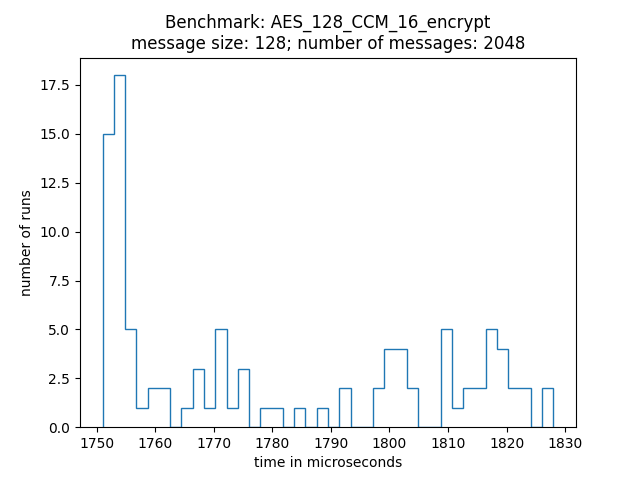 Benchmark: AES_128_CCM_16_encrypt
message size: 128; number of messages: 2048
17.5
15.0
12.5
10.0
7.5
5.0
2.5
0.0
number of runs
1750 1760 1770 1780 1790 1800 1810 1820 1830
time in microseconds